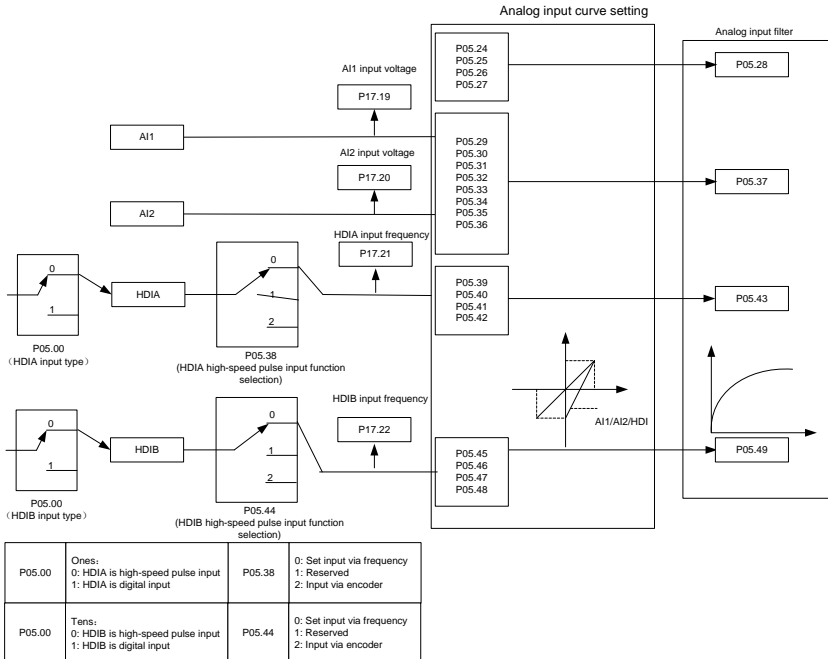 Analog input curve setting
Analog input filter
P05.24
P05.25
P05.26
P05.27
P05.28
AI1 input voltage
P17.19
AI1
AI2 input voltage
P17.20
AI2
P05.29
P05.30
P05.31
P05.32
P05.33
P05.34
P05.35
P05.36
P05.37
HDIA input frequency
P17.21
0
1
HDIA
0
1
2
P05.39
P05.40
P05.41
P05.42
P05.43
P05.00
（HDIA input type）
P05.38
(HDIA high-speed pulse input function
selection)
AI1/AI2/HDI
HDIB input frequency
P17.22
0
1
HDIB
0
1
2
P05.45
P05.46
P05.47
P05.48
P05.49
P05.00
（HDIB input type）
P05.44
(HDIB high-speed pulse input function
selection)
P05.00
Ones：
0: HDIA is high-speed pulse input
1: HDIA is digital input
P05.38
0: Set input via frequency
1: Reserved
2: Input via encoder
P05.00
Tens：
0: HDIB is high-speed pulse input
1: HDIB is digital input
P05.44
0: Set input via frequency
1: Reserved
2: Input via encoder